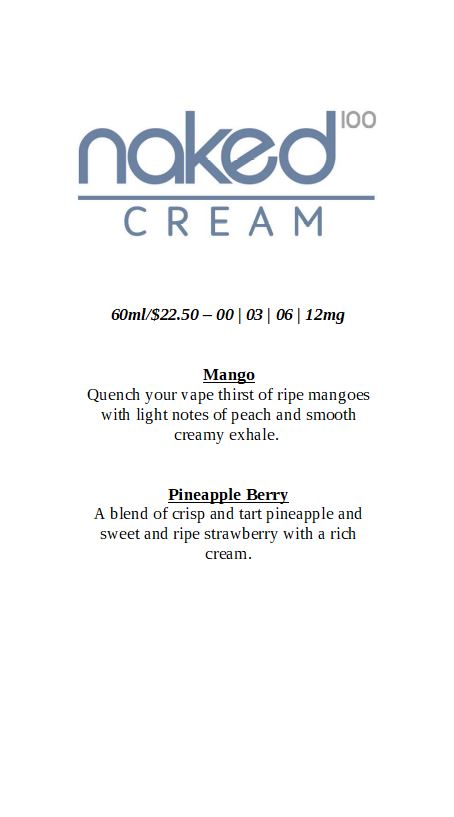 naked 100
CREAM
60ml/$22.50 – 00 | 03 | 06 | 12mg
Mango
Quench your vape thirst of ripe mangoes
with light notes of peach and smooth
creamy exhale.
Pineapple Berry
A blend of crisp and tart pineapple and
sweet and ripe strawberry with a rich
cream.